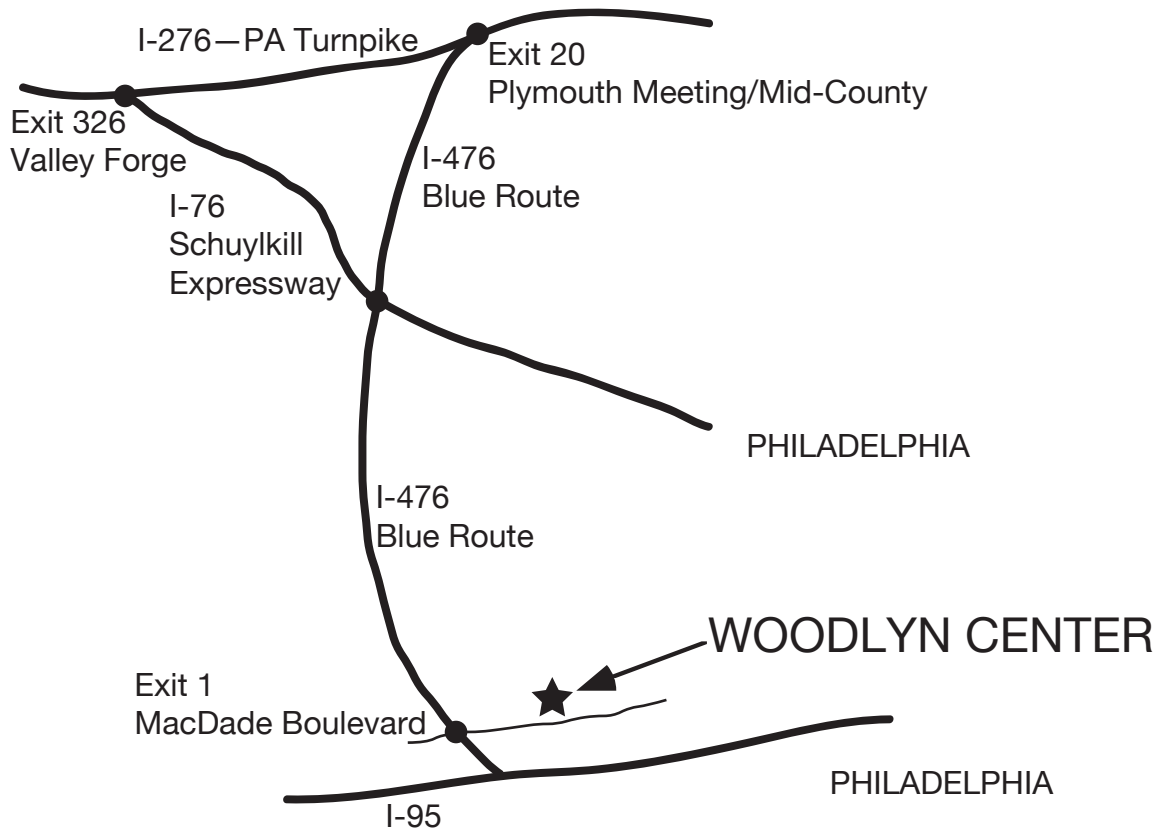 I-276—PA Turnpike
Exit 20
Plymouth Meeting/Mid-County
Exit 326
Valley Forge
I-476
Blue Route
I-76
Schuylkill
Expressway
PHILADELPHIA
I-476
Blue Route
WOODLYN CENTER
Exit 1
MacDade Boulevard
PHILADELPHIA
I-95